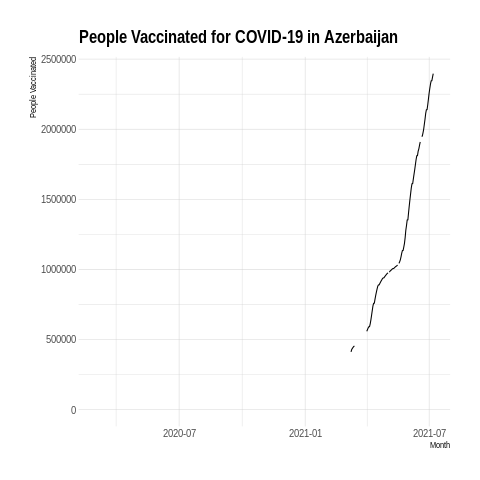 People Vaccinated for COVID-19 in Azerbaijan
People Vaccinated
2500000
2000000
1500000
1000000
500000
0
2020-07 2021-01 2021-07
Month